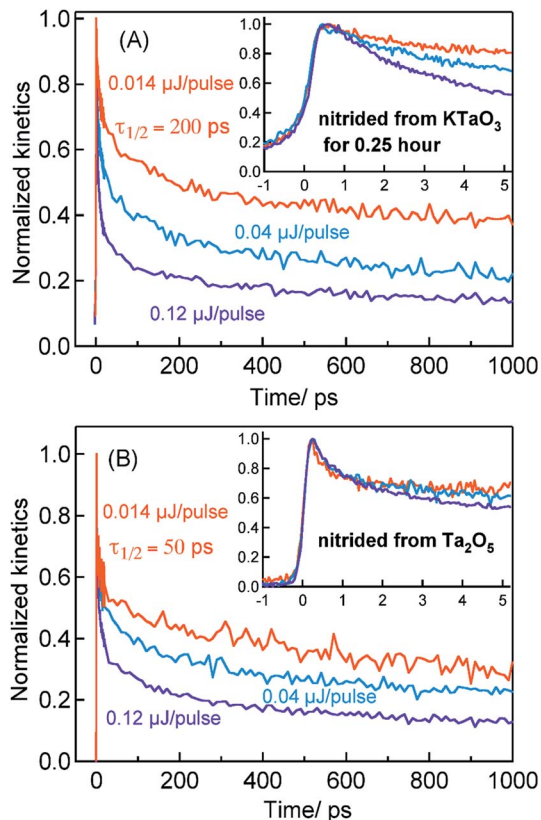 (A)
1.0
0.8
0.6
0.4
0.2
0.0
Normalized kinetics
0.014 μJ/pulse
τ1/2 = 200 ps
0.04 μJ/pulse
0.12 μJ/pulse
1.0
0.8
0.6
0.4
0.2
0.0
nitrided from KTaO3
for 0.25 hour
-1 0 1 2 3 4 5
0 200 400 600 800 1000
Time/ ps
(B)
1.0
0.8
0.6
0.4
0.2
0.0
Normalized kinetics
0.014 μJ/pulse
τ1/2 = 50 ps
0.04 μJ/pulse
0.12 μJ/pulse
1.0
0.8
0.6
0.4
0.2
0.0
nitrided from Ta2O5
-1 0 1 2 3 4 5
0 200 400 600 800 1000
Time/ ps